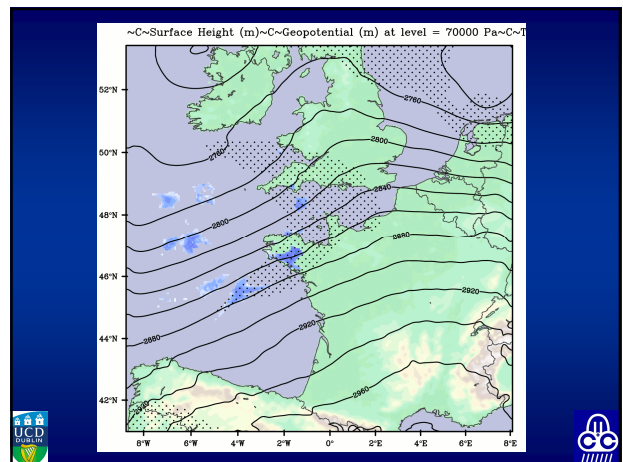 ~C~Surface Height (m)~C~Geopotential (m) at level = 70000 Pa~C~T
52°N
50°N
48°N
46°N
44°N
42°N
2760
2760
2800
2840
2800
2880
2920
2920
2880
2960
8°W 6°W 4°W 2°W 0° 2°E 4°E 6°E 8°E
UCD
DUBLIN